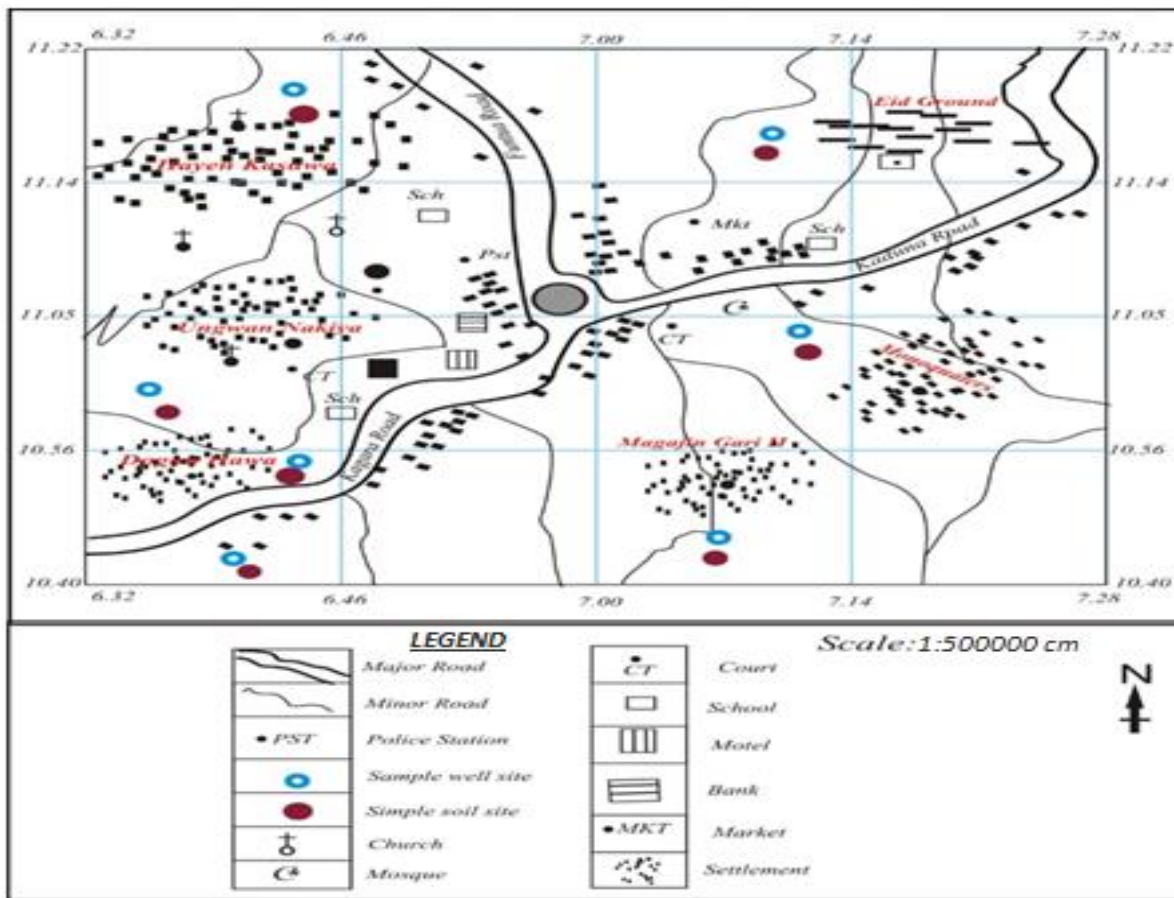 6.32 6.46 7.00 7.14 7.28
11.22 11.22
Eid Ground
Hayen Kasuwa
11.14 11.14
Sch
Mkt
Sch
Pst
Kaduna Road
11.05 11.05
Ungwan Nakiya
CT
CT
Sch
Kagoro Road
Magajin Gari II
10.56 10.56
10.40 10.40
6.32 6.46 7.00 7.14 7.28
LEGEND
Scale:1:500000 cm
Major Road
Minor Road
PST Police Station
Sample well site
Simple soil site
Church
Mosque
CT Court
School
Motel
Bank
MKT Market
Settlement
N